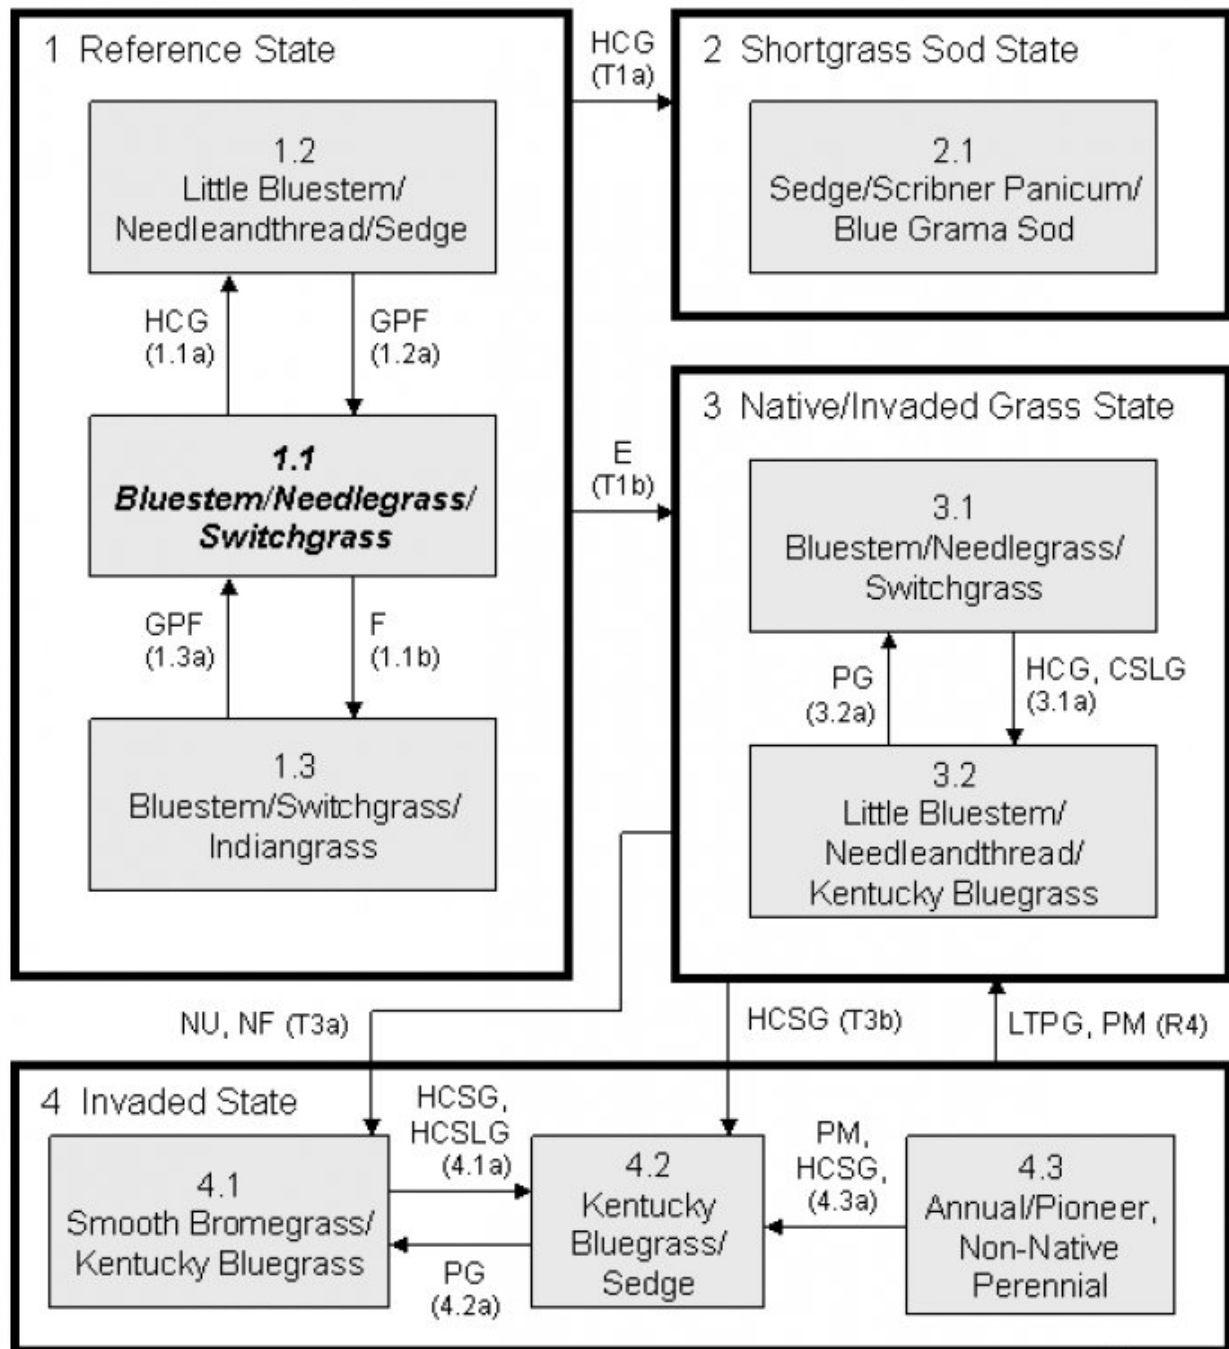 1 Reference State
1.2
Little Bluestem/
Needleandthread/Sedge
HCG
(1.1a)
GPF
(1.2a)
1.1
Bluestem/Needlegrass/
Switchgrass
GPF
(1.3a)
F
(1.1b)
1.3
Bluestem/Switchgrass/
Indiangrass
HCG
(T1a)
2 Shortgrass Sod State
2.1
Sedge/Scribner Panicum/
Blue Grama Sod
E
(T1b)
3 Native/Invaded Grass State
3.1
Bluestem/Needlegrass/
Switchgrass
PG
(3.2a)
HCG, CSLG
(3.1a)
3.2
Little Bluestem/
Needleandthread/
Kentucky Bluegrass
NU, NF (T3a)
HCSG (T3b)
LTPG, PM (R4)
4 Invaded State
4.1
Smooth Bromegrass/
Kentucky Bluegrass
HCSG,
HCSLG
(4.1a)
PG
(4.2a)
4.2
Kentucky
Bluegrass/
Sedge
PM,
HCSG,
(4.3a)
4.3
Annual/Pioneer,
Non-Native
Perennial